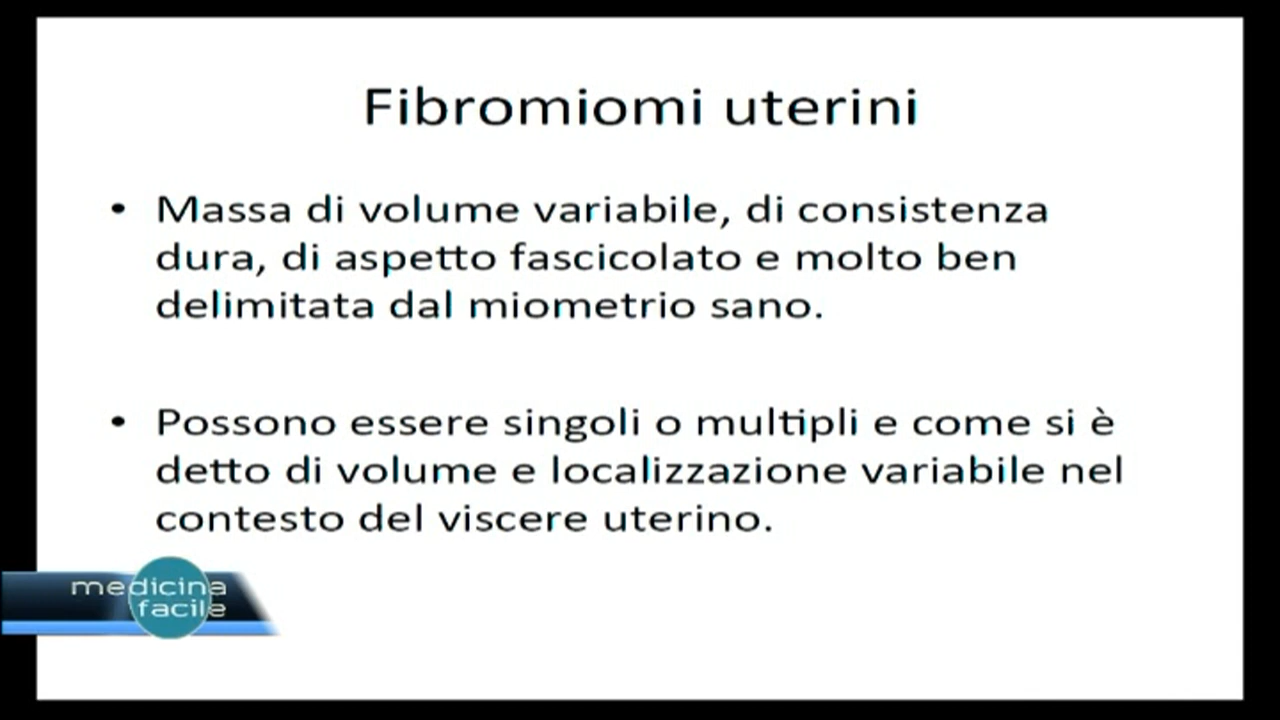 Fibromiomi uterini
• Massa di volume variabile, di consistenza
dura, di aspetto fascicolato e molto ben
delimitata dal miometrio sano.
• Possono essere singoli o multipli e come si è
detto di volume e localizzazione variabile nel
contesto del viscere uterino.
medicina
facile